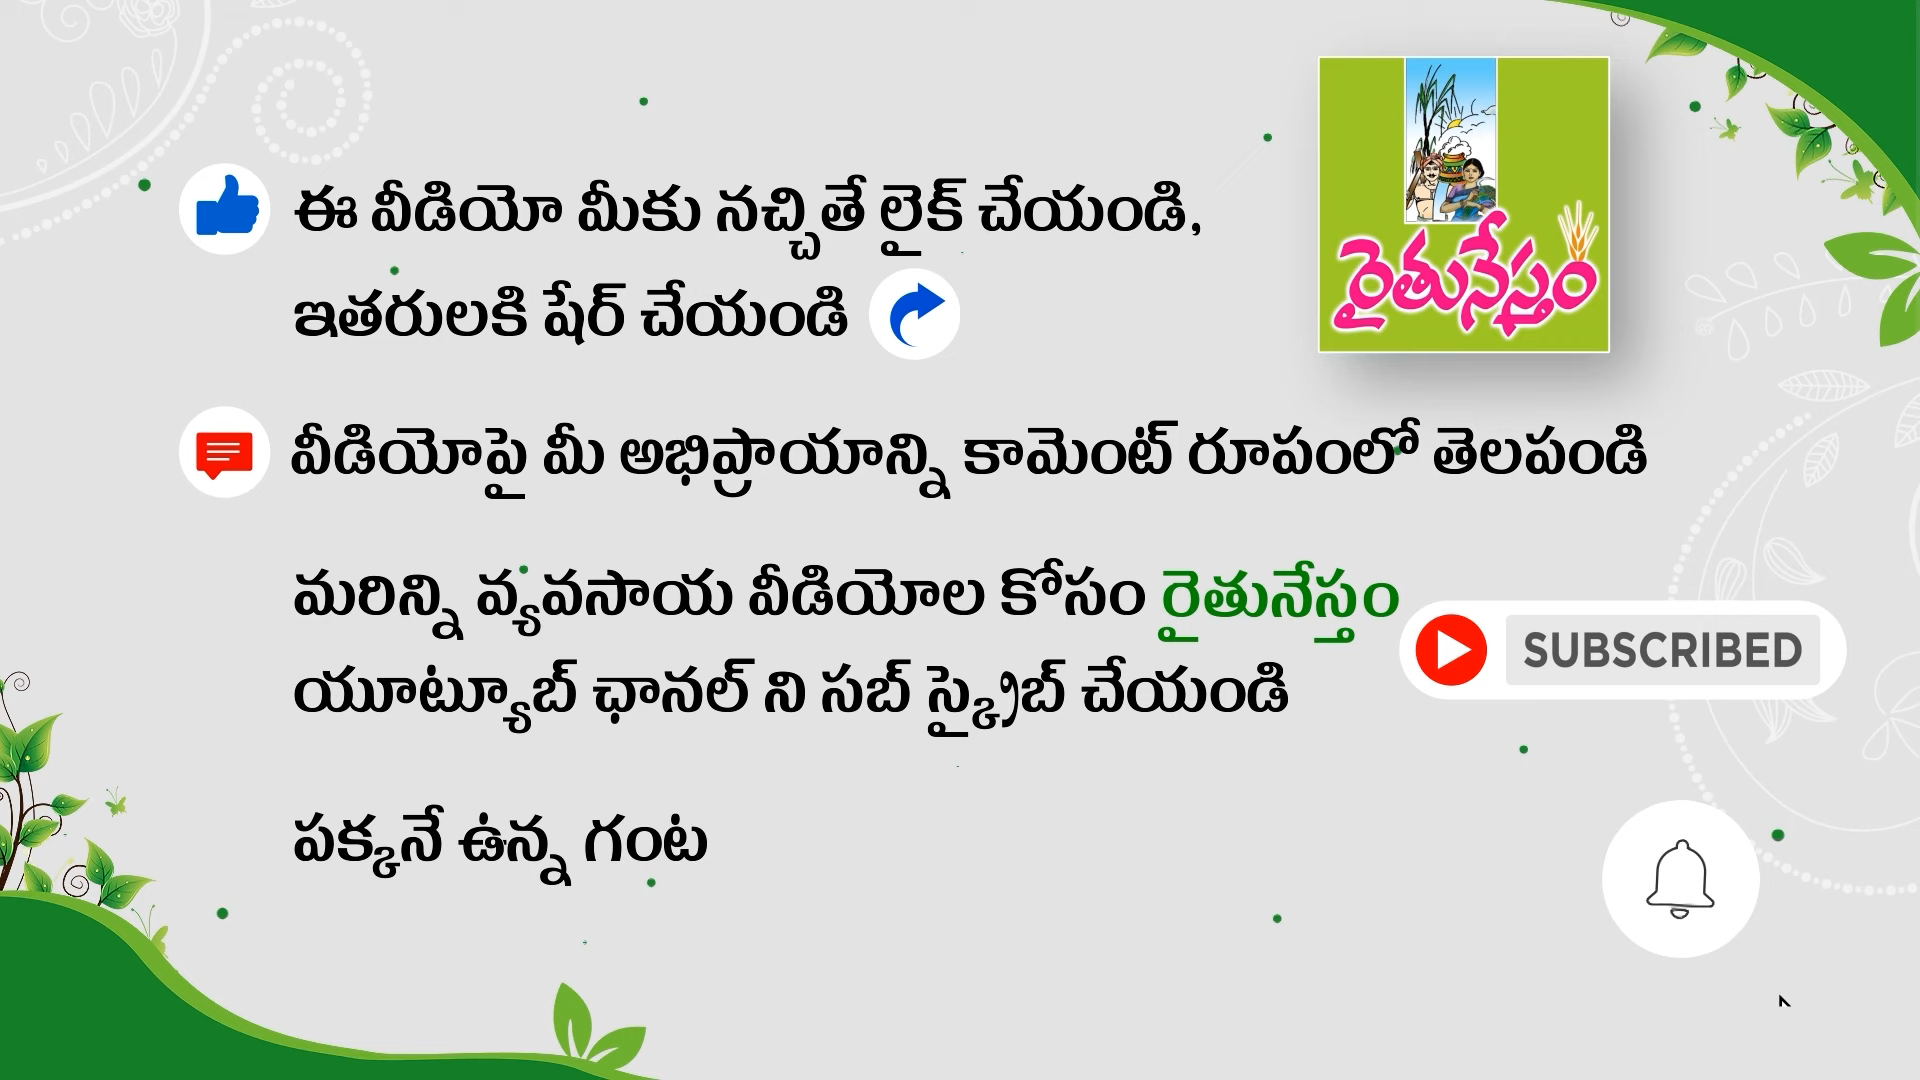 రైతునేస్తం
ఈ వీడియో మీకు నచ్చితే లైక్ చేయండి,
ఇతరులకి షేర్ చేయండి
వీడియోపై మీ అభిప్రాయాన్ని కామెంట్ రూపంలో తెలపండి
మరిన్ని వ్యవసాయ వీడియోల కోసం రైతునేస్తం
యూట్యూబ్ ఛానల్ ని సబ్ స్క్రైబ్ చేయండి
SUBSCRIBED
పక్కనే ఉన్న గంట